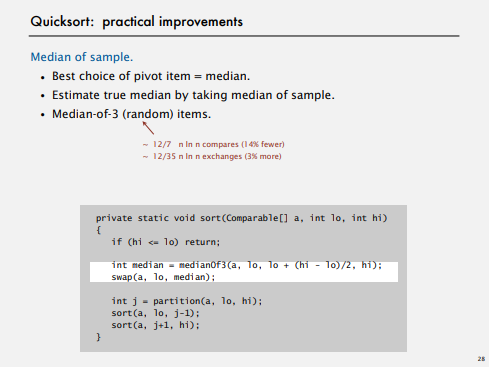 Quicksort: practical improvements
Median of sample.
• Best choice of pivot item = median.
• Estimate true median by taking median of sample.
• Median-of-3 (random) items.
~ 12/7 n ln n compares (14% fewer)
~ 12/35 n ln n exchanges (3% more)
private static void sort(Comparable[] a, int lo, int hi)
{
if (hi <= lo) return;
int median = medianOf3(a, lo, lo + (hi - lo)/2, hi);
swap(a, lo, median);
int j = partition(a, lo, hi);
sort(a, lo, j-1);
sort(a, j+1, hi);
}
28